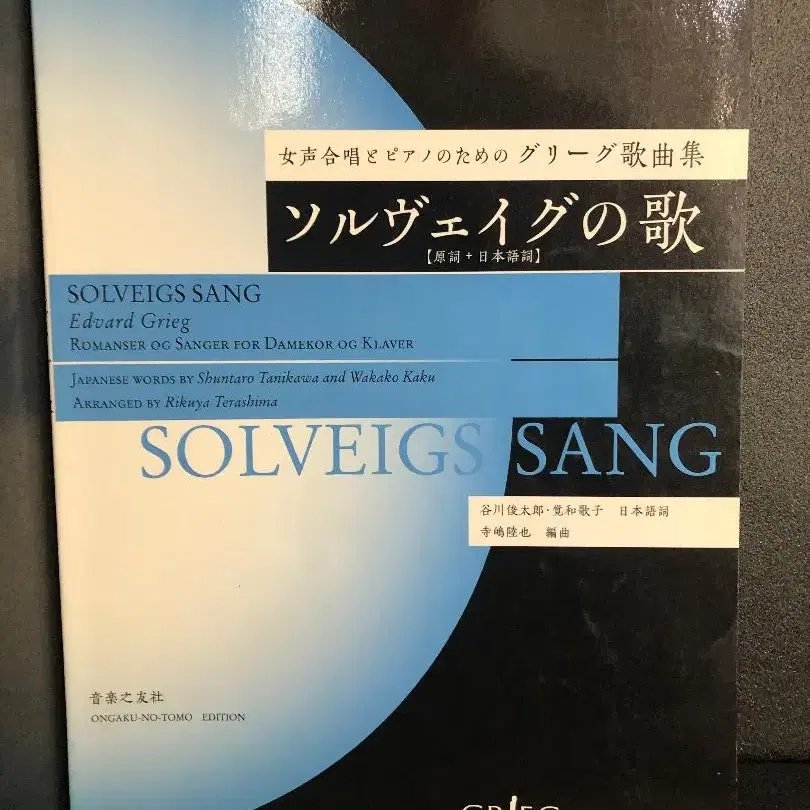 女声合唱とピアノのための グリーグ歌曲集
ソルヴェイグの歌
【原詞+日本語詞】
SOLVEIGS SANG
Edvard Grieg
ROMANSER OG SANGER FOR DAMEKOR OG KLAVER
JAPANESE WORDS BY Shuntaro Tanikawa and Wakako Kaku
ARRANGED BY Rikuya Terashima
SOLVEIGS SANG
谷川俊太郎・覚和歌子 日本語詞
寺嶋陸也 編曲
音楽之友社
ONGAKU-NO-TOMO EDITION